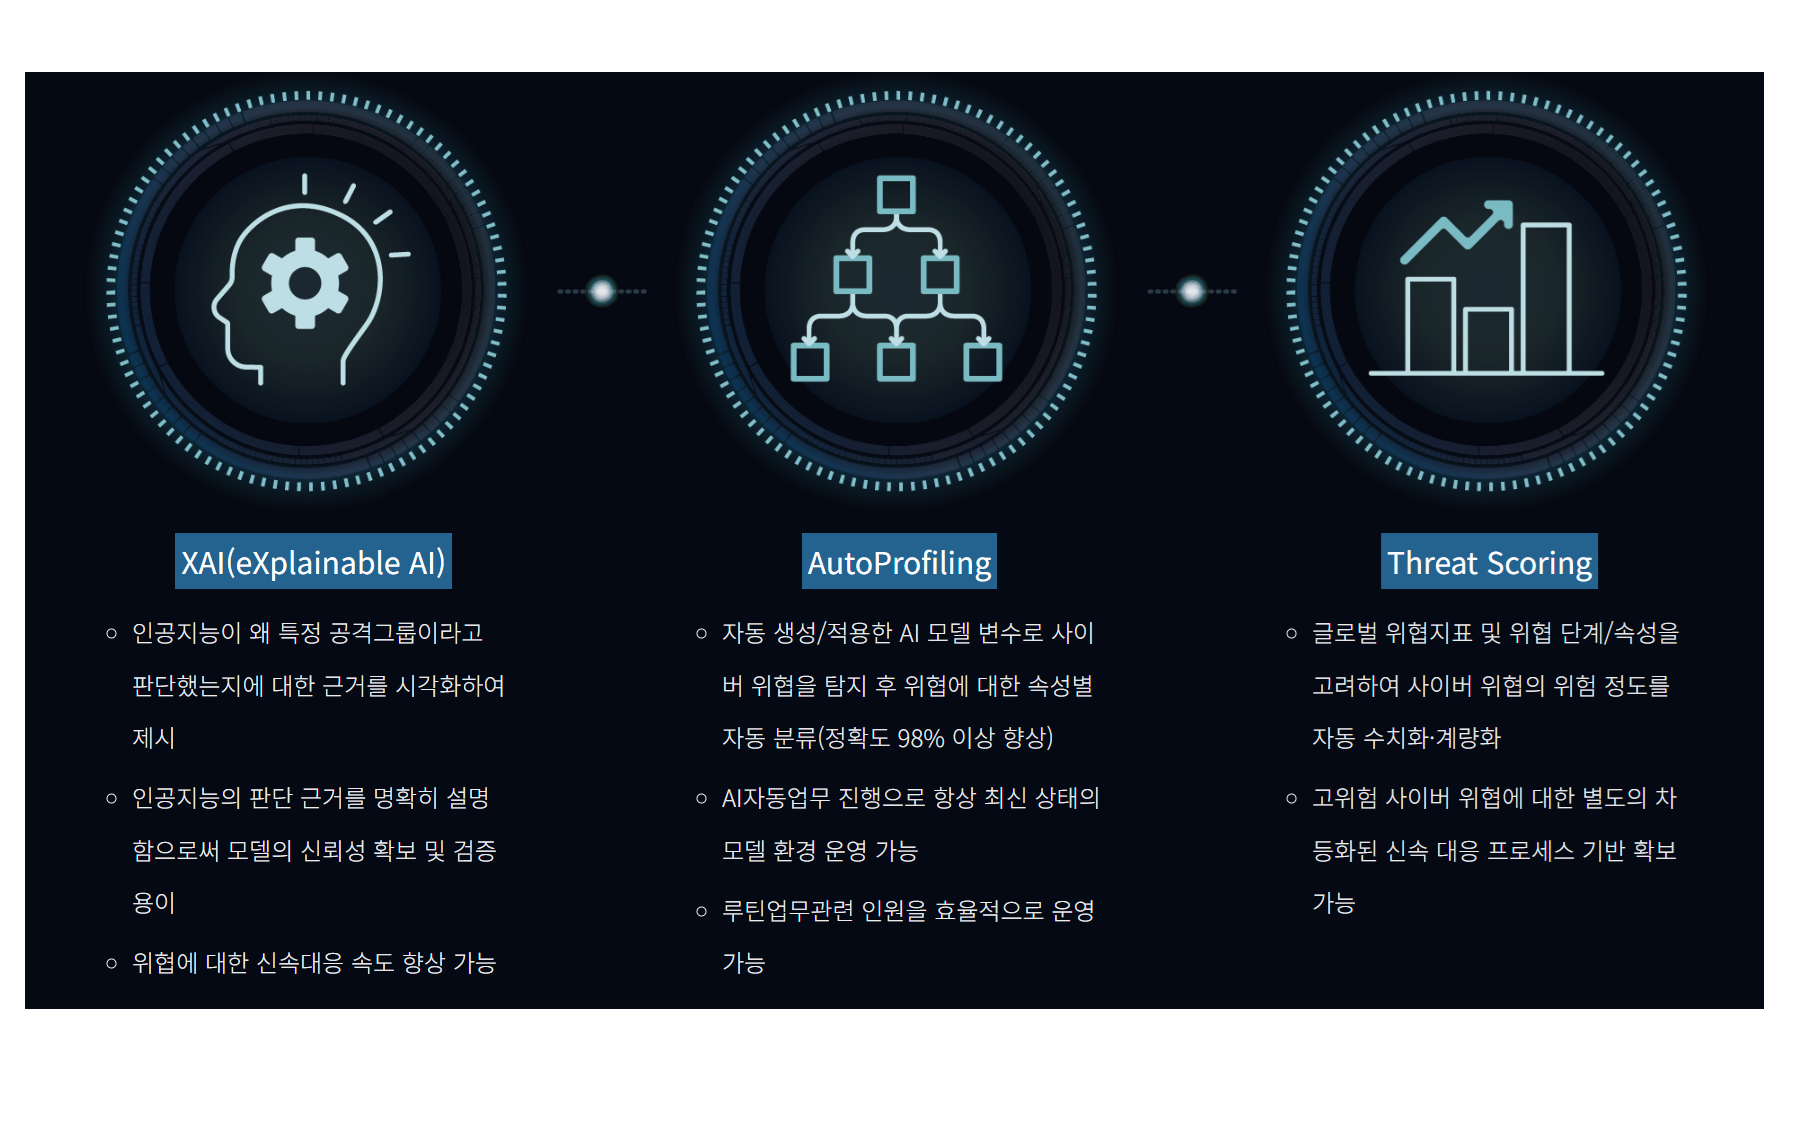 XAI(eXplainable AI)
인공지능이 왜 특정 공격그룹이라고
판단했는지에 대한 근거를 시각화하여
제시
인공지능의 판단 근거를 명확히 설명
함으로써 모델의 신뢰성 확보 및 검증
용이
위협에 대한 신속대응 속도 향상 가능
AutoProfiling
자동 생성/적용한 AI 모델 변수로 사이
버 위협을 탐지 후 위협에 대한 속성별
자동 분류(정확도 98% 이상 향상)
AI자동업무 진행으로 항상 최신 상태의
모델 환경 운영 가능
루틴업무관련 인원을 효율적으로 운영
가능
Threat Scoring
글로벌 위협지표 및 위협 단계/속성을
고려하여 사이버 위협의 위험 정도를
자동 수치화·계량화
고위험 사이버 위협에 대한 별도의 차
등화된 신속 대응 프로세스 기반 확보
가능